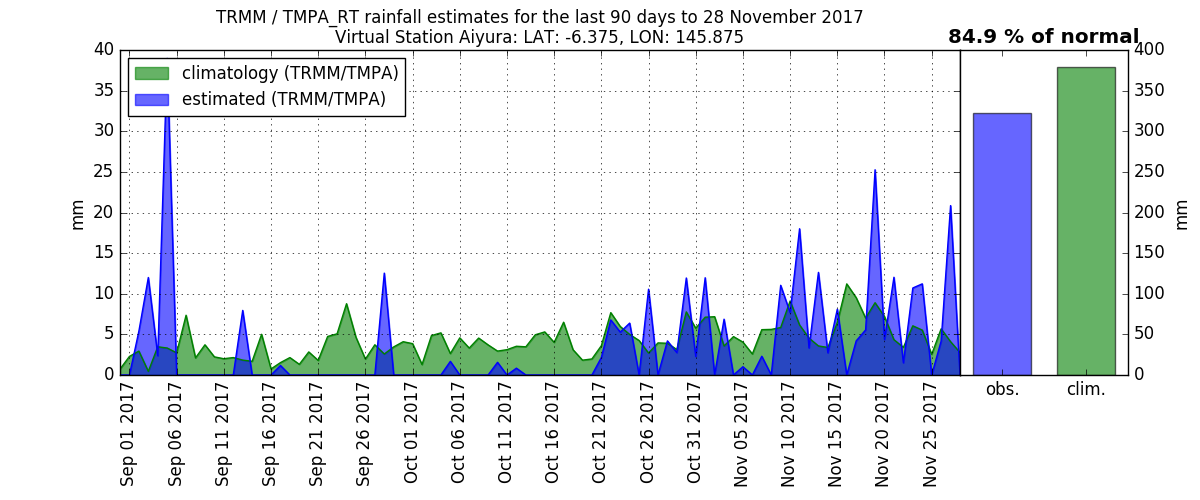 TRMM / TMPA_RT rainfall estimates for the last 90 days to 28 November 2017
Virtual Station Aiyura: LAT: -6.375, LON: 145.875
84.9 % of normal
climatology (TRMM/TMPA)
estimated (TRMM/TMPA)
mm
40
35
30
25
20
15
10
5
0
Sep 01 2017
Sep 06 2017
Sep 11 2017
Sep 16 2017
Sep 21 2017
Sep 26 2017
Oct 01 2017
Oct 06 2017
Oct 11 2017
Oct 16 2017
Oct 21 2017
Oct 26 2017
Oct 31 2017
Nov 05 2017
Nov 10 2017
Nov 15 2017
Nov 20 2017
Nov 25 2017
obs.
clim.
400
350
300
250
200
150
100
50
0
mm